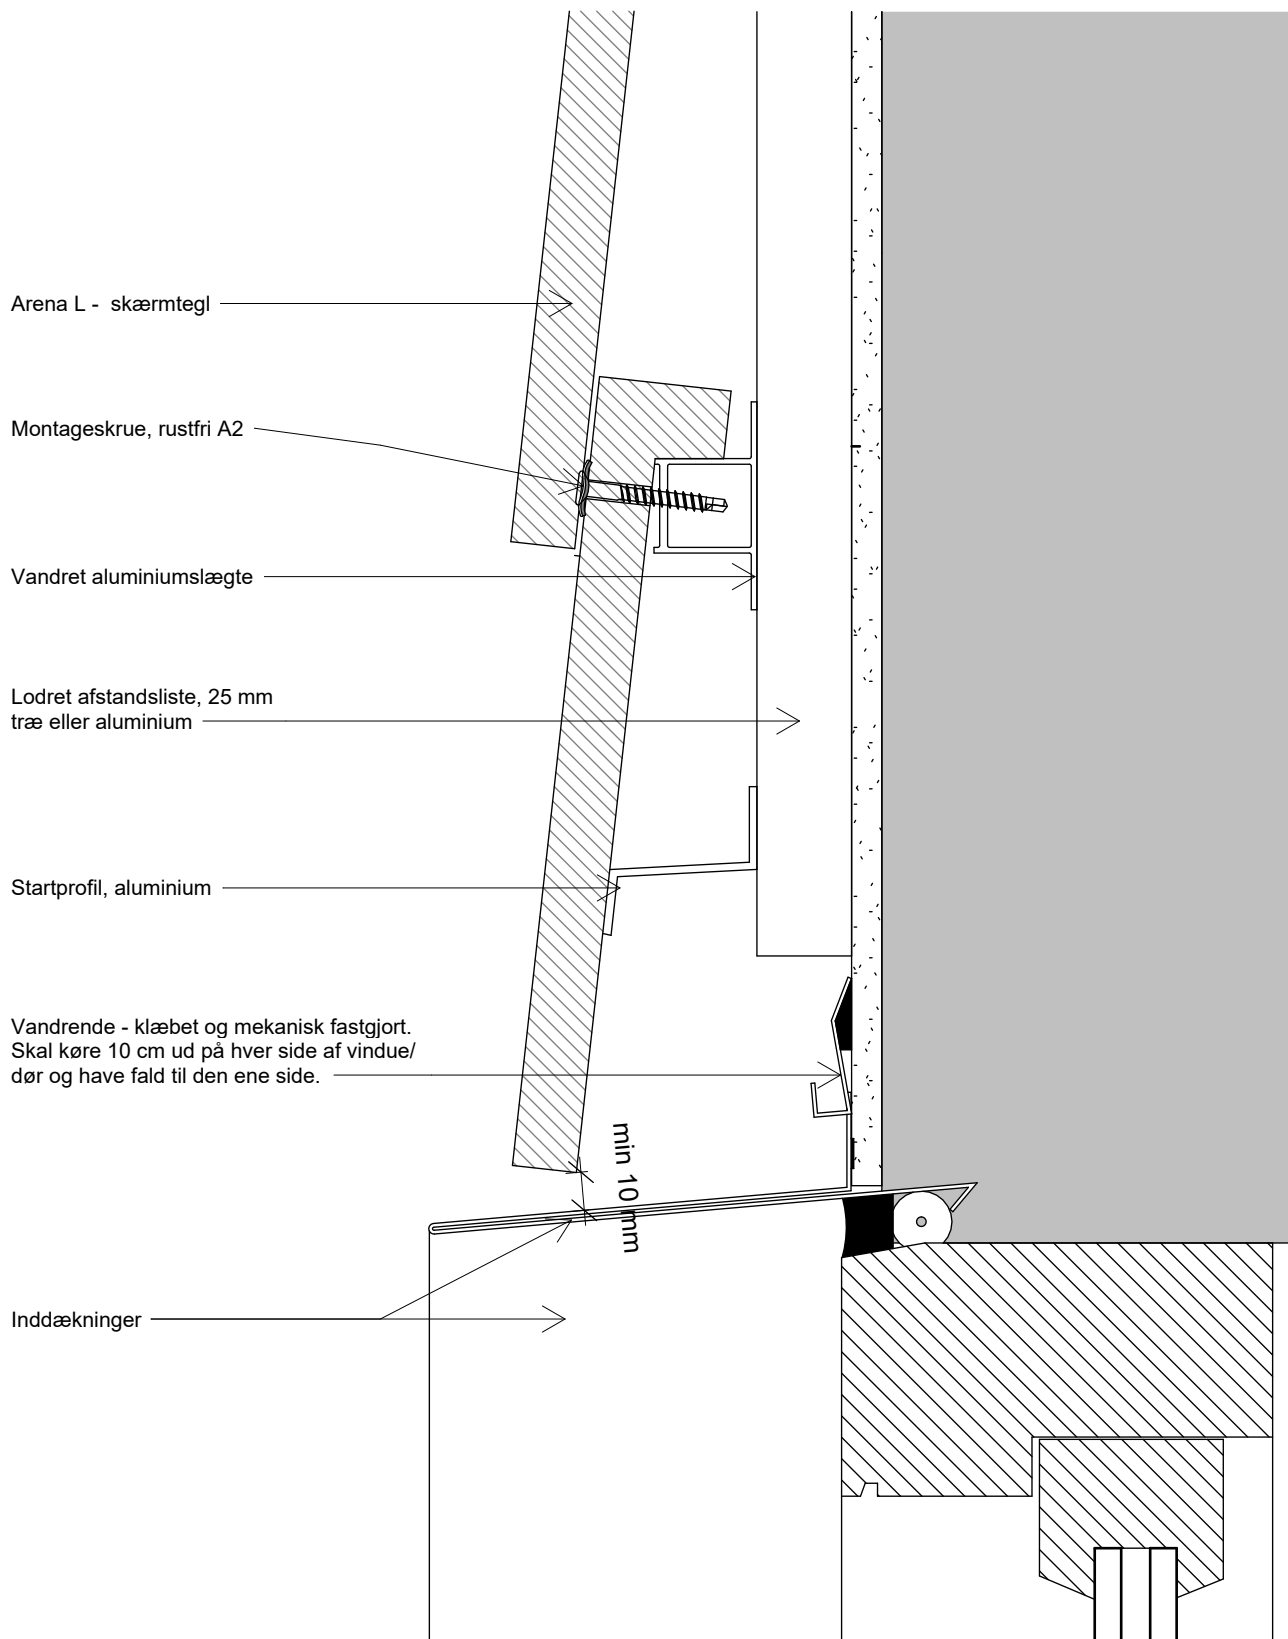 Arena L - skærmtegl
Montageskrue, rustfri A2
Vandret aluminiumslægte
Lodret afstandsliste, 25 mm
træ eller aluminium
Startprofil, aluminium
Vandrende - klæbet og mekanisk fastgjort.
Skal køre 10 cm ud på hver side af vindue/
dør og have fald til den ene side.
min 10 mm
Inddækninger